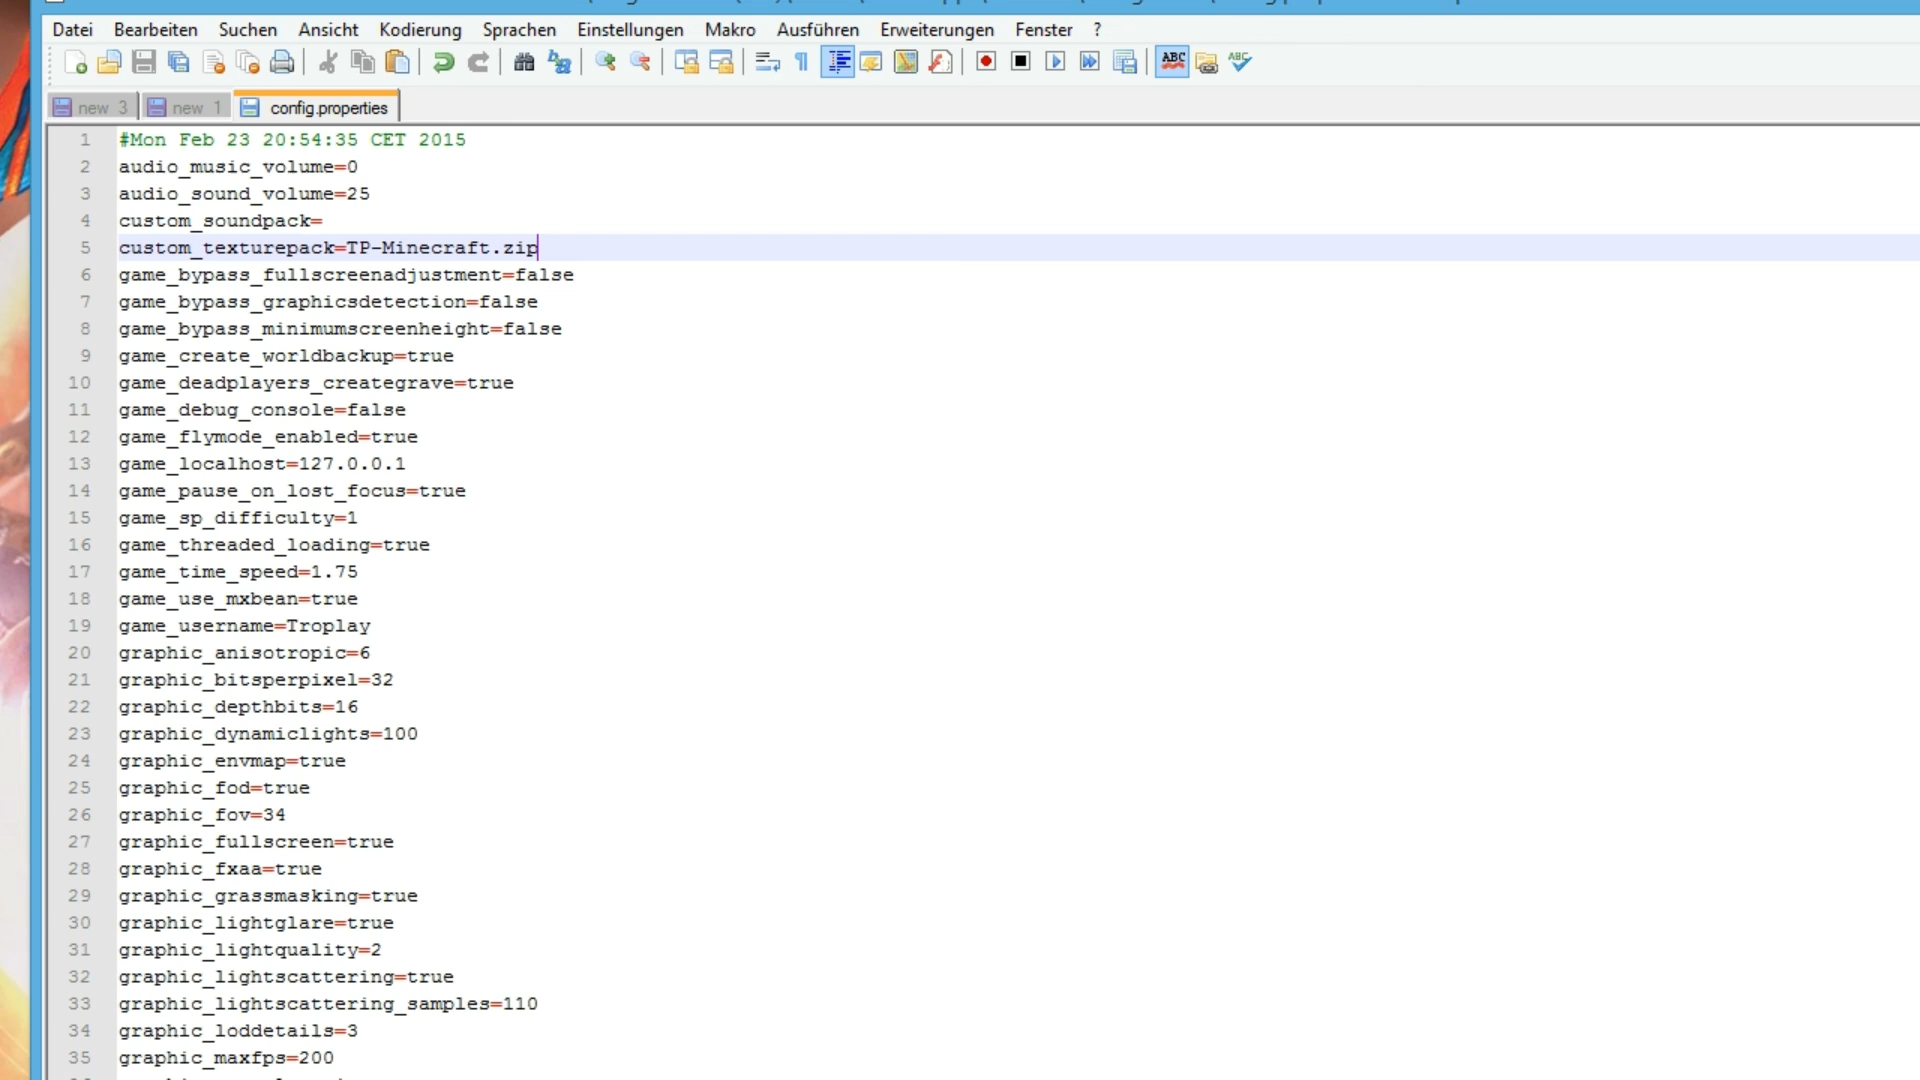 Datei Bearbeiten Suchen Ansicht Kodierung Sprachen Einstellungen Makro Ausführen Erweiterungen Fenster ?
ABC ABC
new 3 new 1 config.properties
1 #Mon Feb 23 20:54:35 CET 2015
2 audio_music_volume=0
3 audio_sound_volume=25
4 custom_soundpack=
5 custom_texturepack=TP-Minecraft.zip
6 game_bypass_fullscreenadjustment=false
7 game_bypass_graphicsdetection=false
8 game_bypass_minimumscreenheight=false
9 game_create_worldbackup=true
10 game_deadplayers_creategrave=true
11 game_debug_console=false
12 game_flymode_enabled=true
13 game_localhost=127.0.0.1
14 game_pause_on_lost_focus=true
15 game_sp_difficulty=1
16 game_threaded_loading=true
17 game_time_speed=1.75
18 game_use_mxbean=true
19 game_username=Troplay
20 graphic_anisotropic=6
21 graphic_bitsperpixel=32
22 graphic_depthbits=16
23 graphic_dynamiclights=100
24 graphic_envmap=true
25 graphic_fod=true
26 graphic_fov=34
27 graphic_fullscreen=true
28 graphic_fxaa=true
29 graphic_grassmasking=true
30 graphic_lightglare=true
31 graphic_lightquality=2
32 graphic_lightscattering=true
33 graphic_lightscattering_samples=110
34 graphic_loddetails=3
35 graphic_maxfps=200